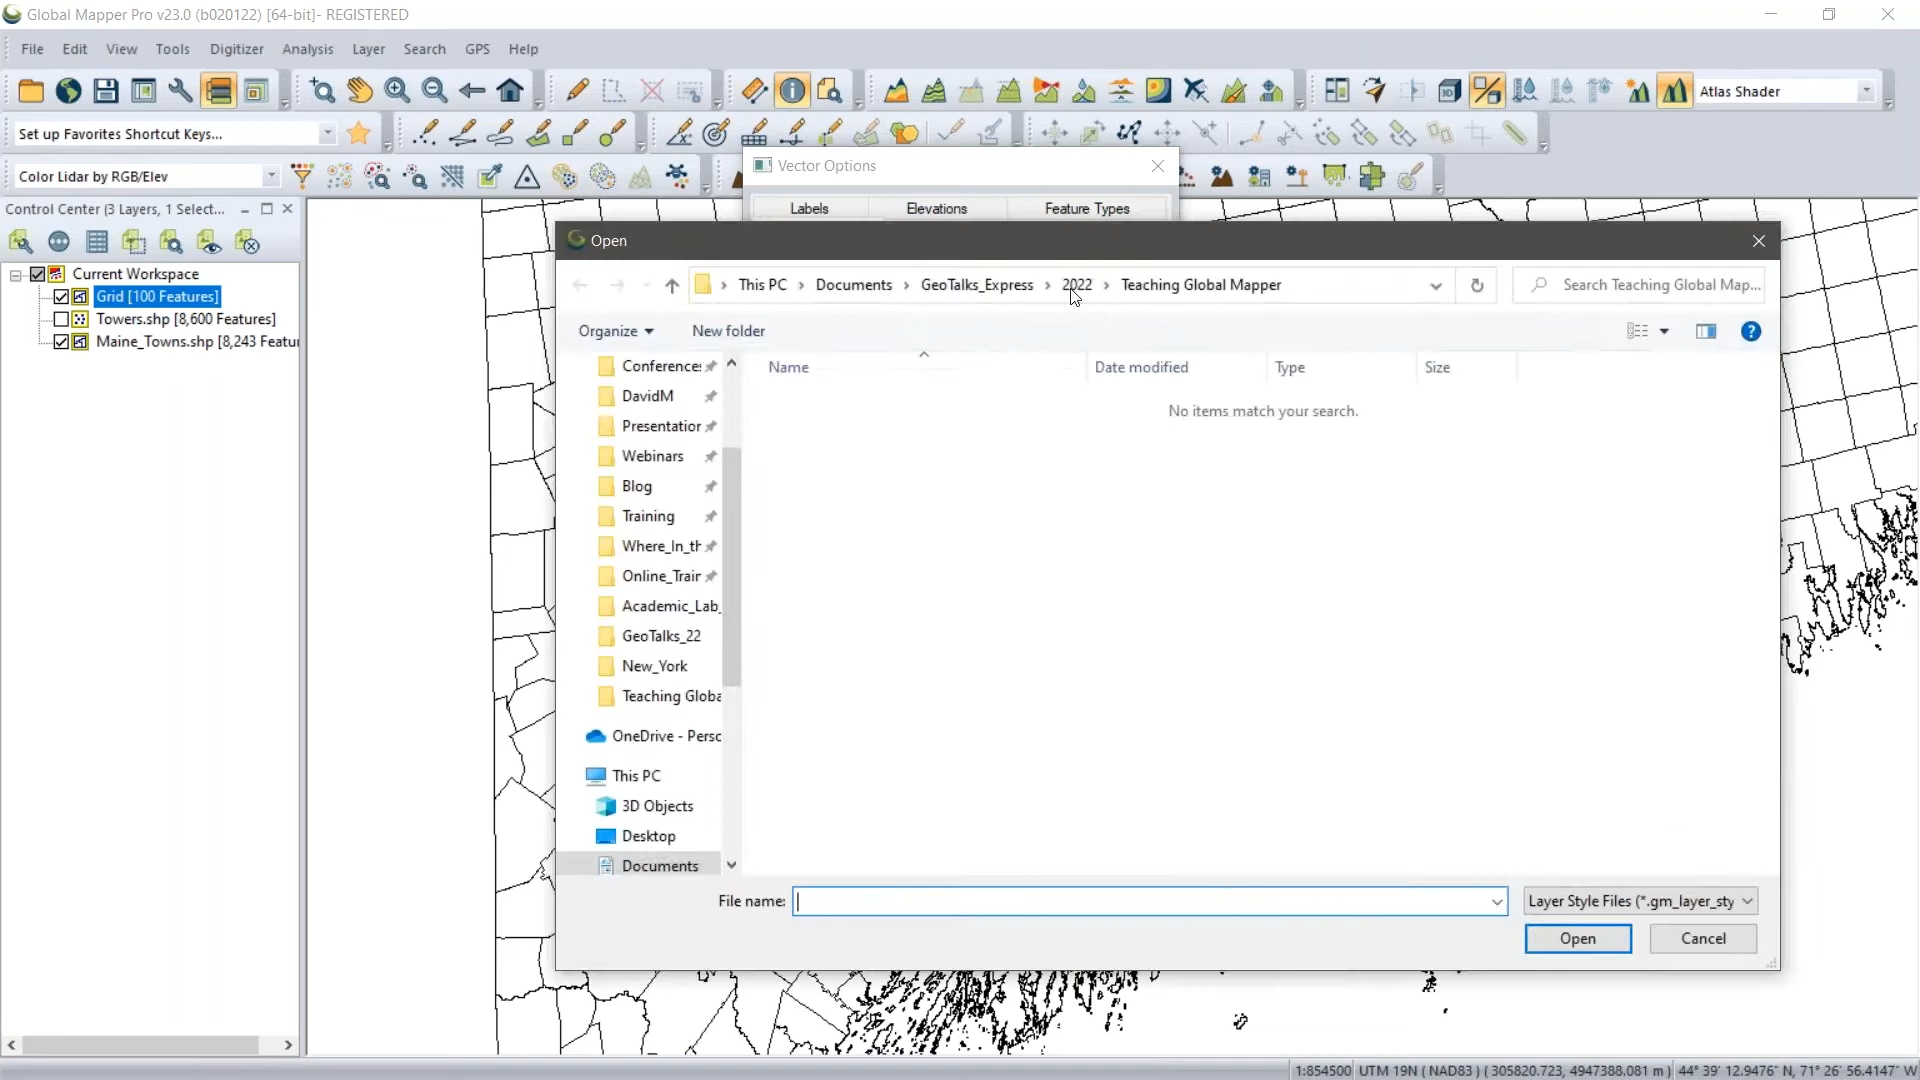 Global Mapper Pro v23.0 (b020122) [64-bit]- REGISTERED
File Edit View Tools Digitizer Analysis Layer Search GPS Help
Atlas Shader
Set up Favorites Shortcut Keys...
Color Lidar by RGB/Elev
Vector Options
Labels Elevations Feature Types
Control Center (3 Layers, 1 Select...
Current Workspace
Grid [100 Features]
Towers.shp [8,600 Features]
Maine_Towns.shp [8,243 Featu
Open
This PC > Documents > GeoTalks_Express > 2022 > Teaching Global Mapper
Search Teaching Global Map...
Organize New folder
Name Date modified Type Size
No items match your search.
Conference
DavidM
Presentation
Webinars
Blog
Training
Where_In_th
Online_Train
Academic_Lab_
GeoTalks_22
New_York
Teaching Globa
OneDrive - Perso
This PC
3D Objects
Desktop
Documents
File name:
Layer Style Files (*.gm_layer_sty
Open Cancel
1:854500 UTM 19N ( NAD83 ) ( 305820.723, 4947388.081 m ) 44° 39' 12.9476" N, 71° 26' 56.4147" W